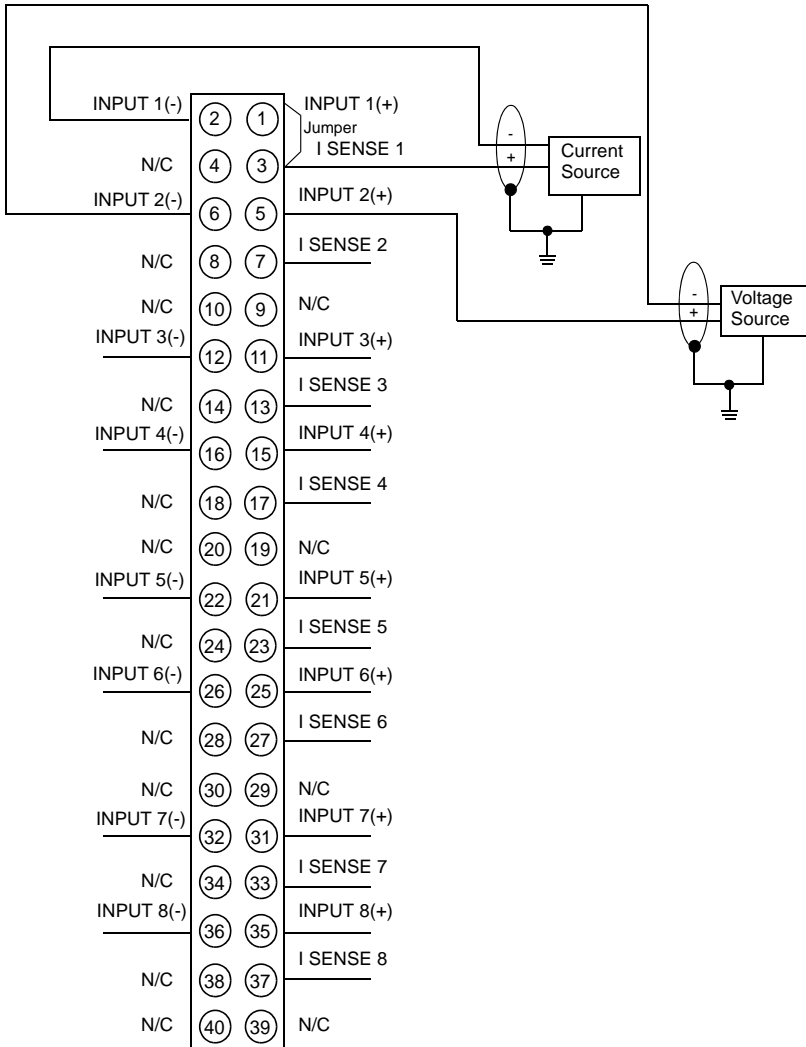 INPUT 1(-) 2 1 INPUT 1(+)
Jumper
N/C 4 3 I SENSE 1
INPUT 2(-) 6 5 INPUT 2(+)
N/C 8 7 I SENSE 2
N/C 10 9 N/C
INPUT 3(-) 12 11 INPUT 3(+)
N/C 14 13 I SENSE 3
INPUT 4(-) 16 15 INPUT 4(+)
N/C 18 17 I SENSE 4
N/C 20 19 N/C
INPUT 5(-) 22 21 INPUT 5(+)
N/C 24 23 I SENSE 5
INPUT 6(-) 26 25 INPUT 6(+)
N/C 28 27 I SENSE 6
N/C 30 29 N/C
INPUT 7(-) 32 31 INPUT 7(+)
N/C 34 33 I SENSE 7
INPUT 8(-) 36 35 INPUT 8(+)
N/C 38 37 I SENSE 8
N/C 40 39 N/C
-
+
Current
Source
-
+
Voltage
Source